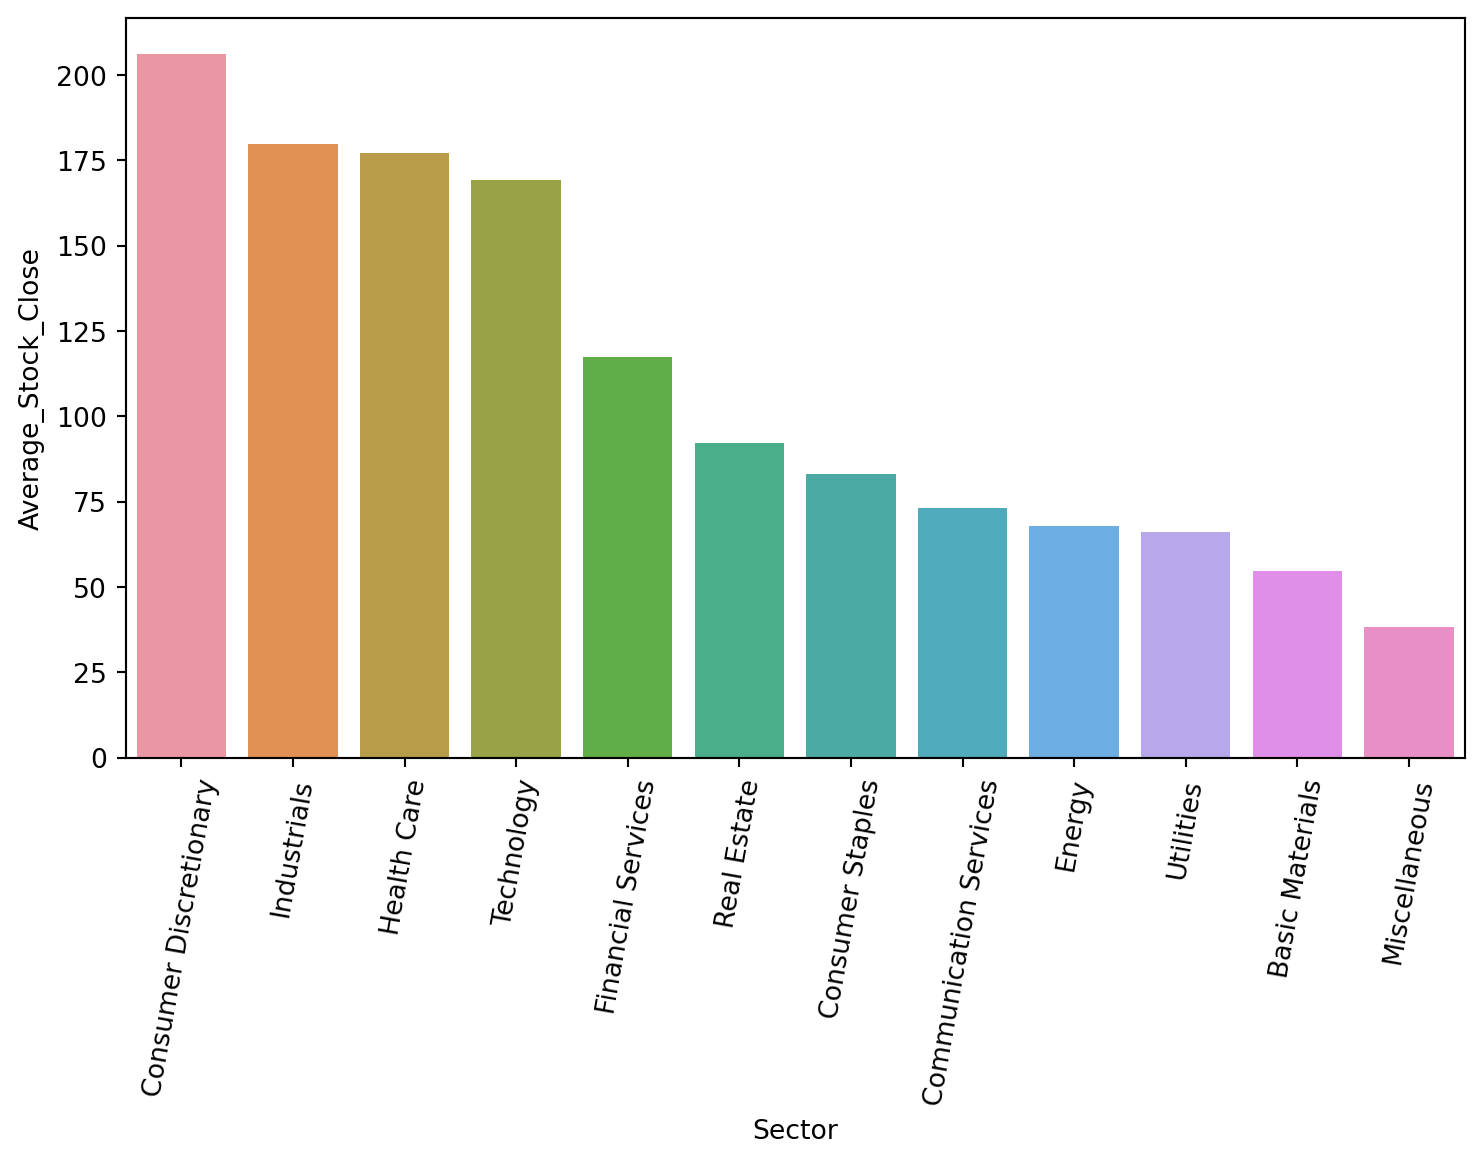 Average_Stock_Close
200
175
150
125
100
75
50
25
0
Consumer Discretionary
Industrials
Health Care
Technology
Financial Services
Real Estate
Consumer Staples
Communication Services
Energy
Utilities
Basic Materials
Miscellaneous
Sector